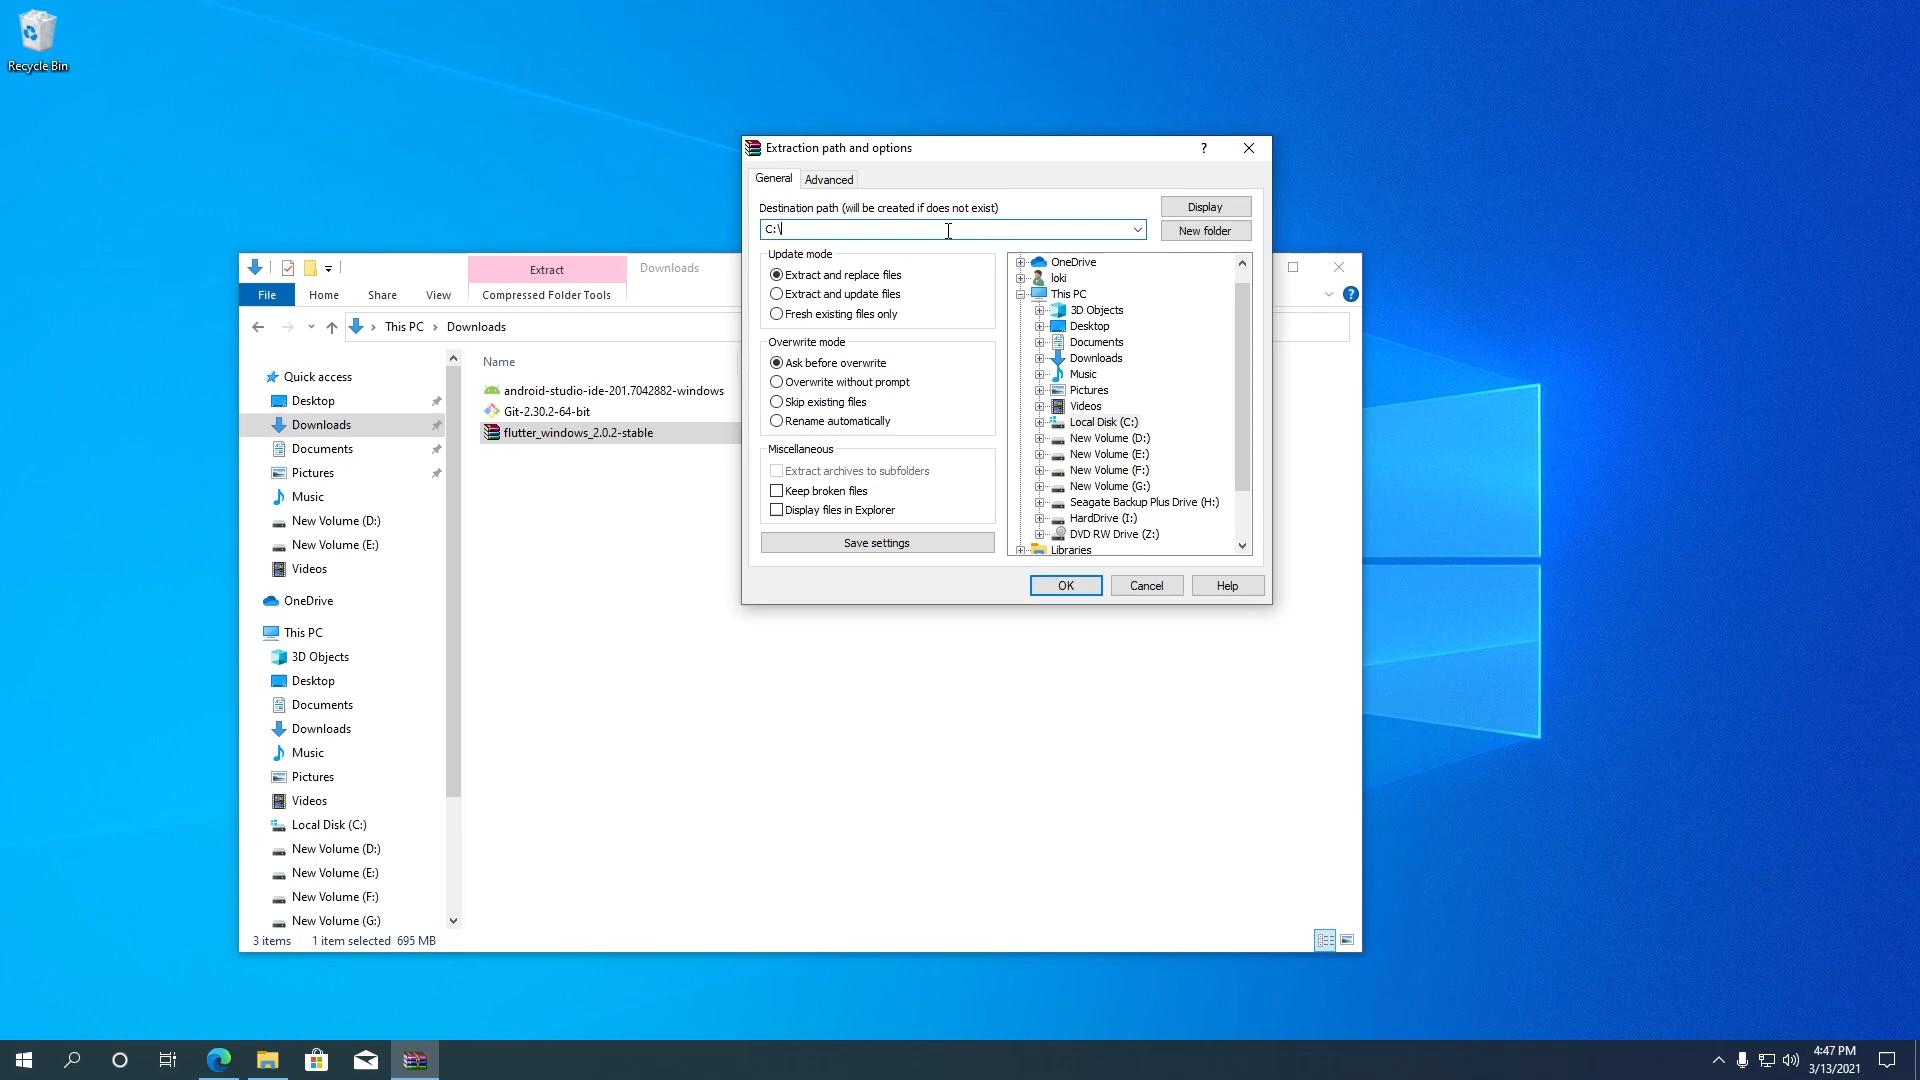 Recycle Bin
Extraction path and options
?
General
Advanced
Destination path (will be created if does not exist)
Display
C:\
New folder
Update mode
Extract and replace files
Extract and update files
Fresh existing files only
Overwrite mode
Ask before overwrite
Overwrite without prompt
Skip existing files
Rename automatically
Miscellaneous
Extract archives to subfolders
Keep broken files
Display files in Explorer
Save settings
OneDrive
loki
This PC
3D Objects
Desktop
Documents
Downloads
Music
Pictures
Videos
Local Disk (C:)
New Volume (D:)
New Volume (E:)
New Volume (F:)
New Volume (G:)
Seagate Backup Plus Drive (H:)
HardDrive (I:)
DVD RW Drive (Z:)
Libraries
OK
Cancel
Help
Extract
Downloads
File
Home
Share
View
Compressed Folder Tools
?
This PC
Downloads
Name
android-studio-ide-201.7042882-windows
Git-2.30.2-64-bit
flutter_windows_2.0.2-stable
Quick access
Desktop
Downloads
Documents
Pictures
Music
New Volume (D:)
New Volume (E:)
Videos
OneDrive
This PC
3D Objects
Desktop
Documents
Downloads
Music
Pictures
Videos
Local Disk (C:)
New Volume (D:)
New Volume (E:)
New Volume (F:)
New Volume (G:)
3 items
1 item selected 695 MB
4:47 PM
3/13/2021